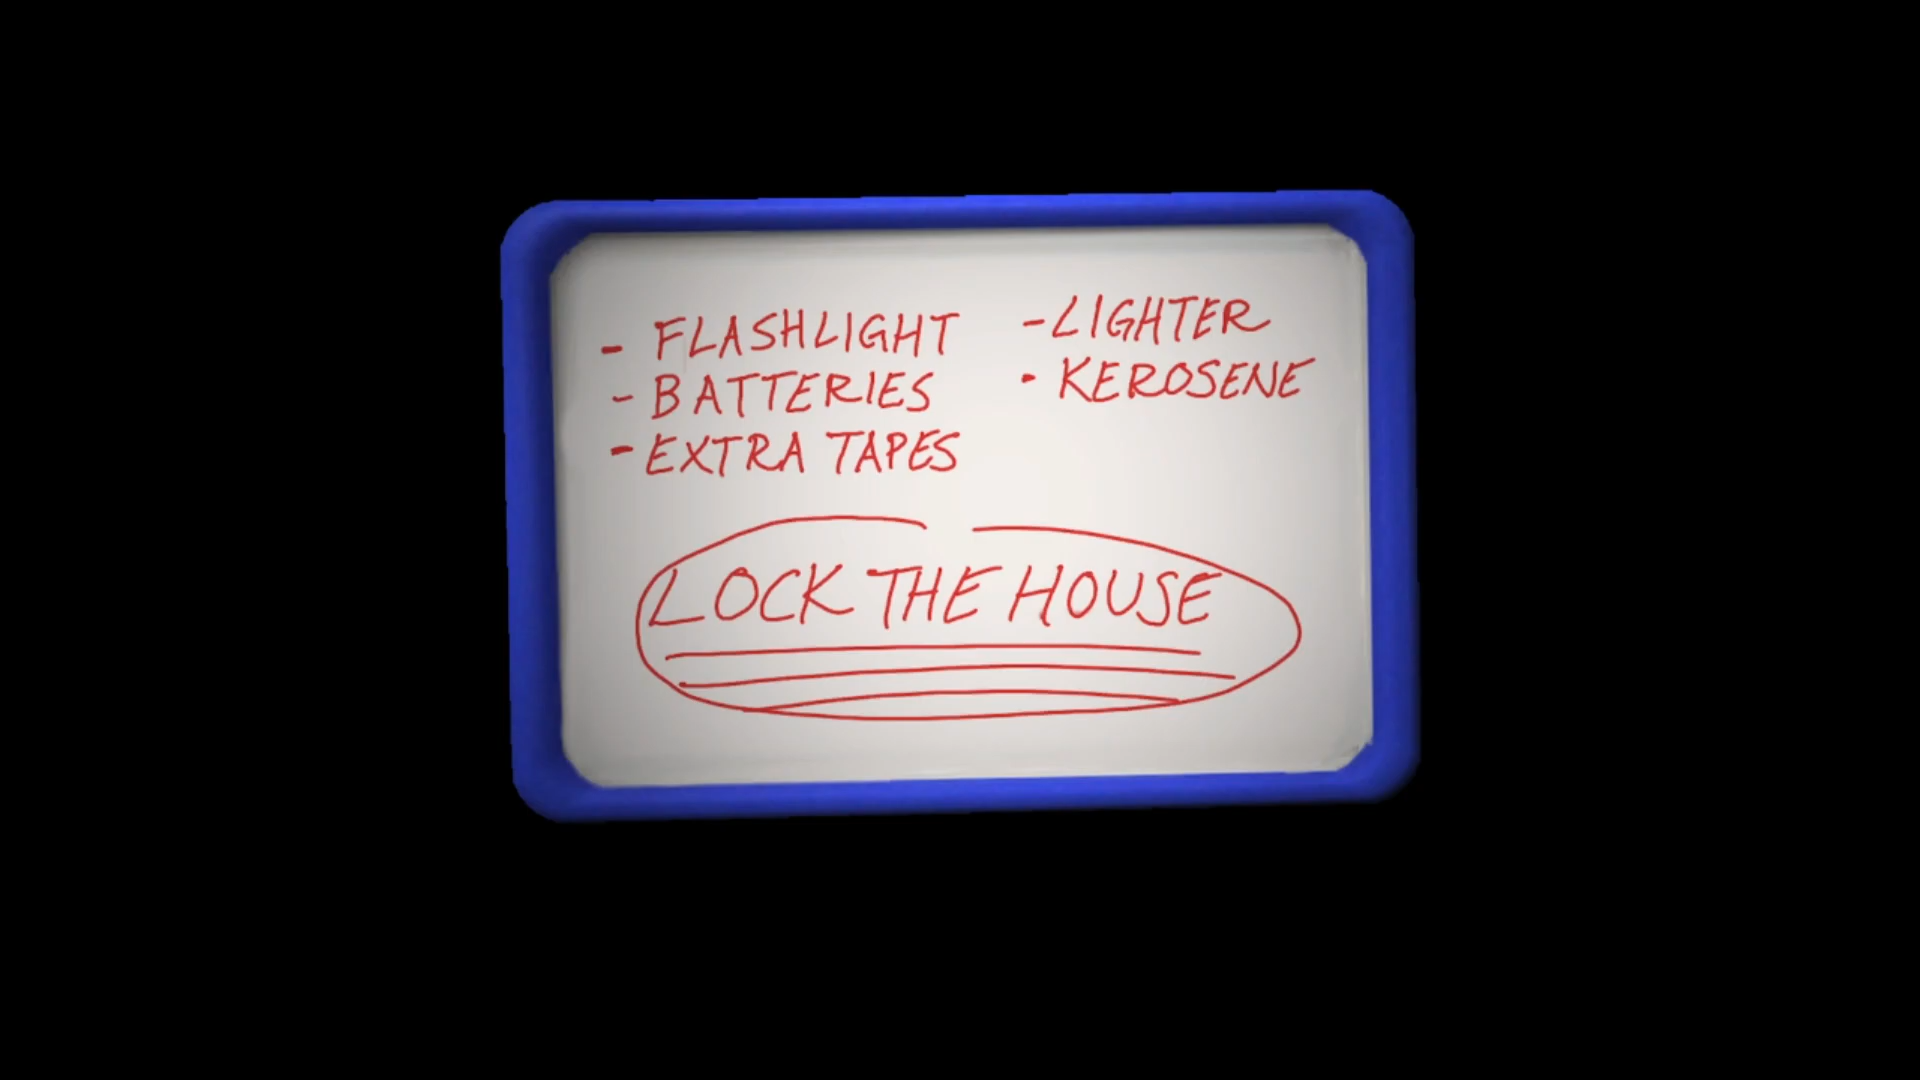 - FLASHLIGHT
- BATTERIES
- EXTRA TAPES
- LIGHTER
- KEROSENE
LOCK THE HOUSE